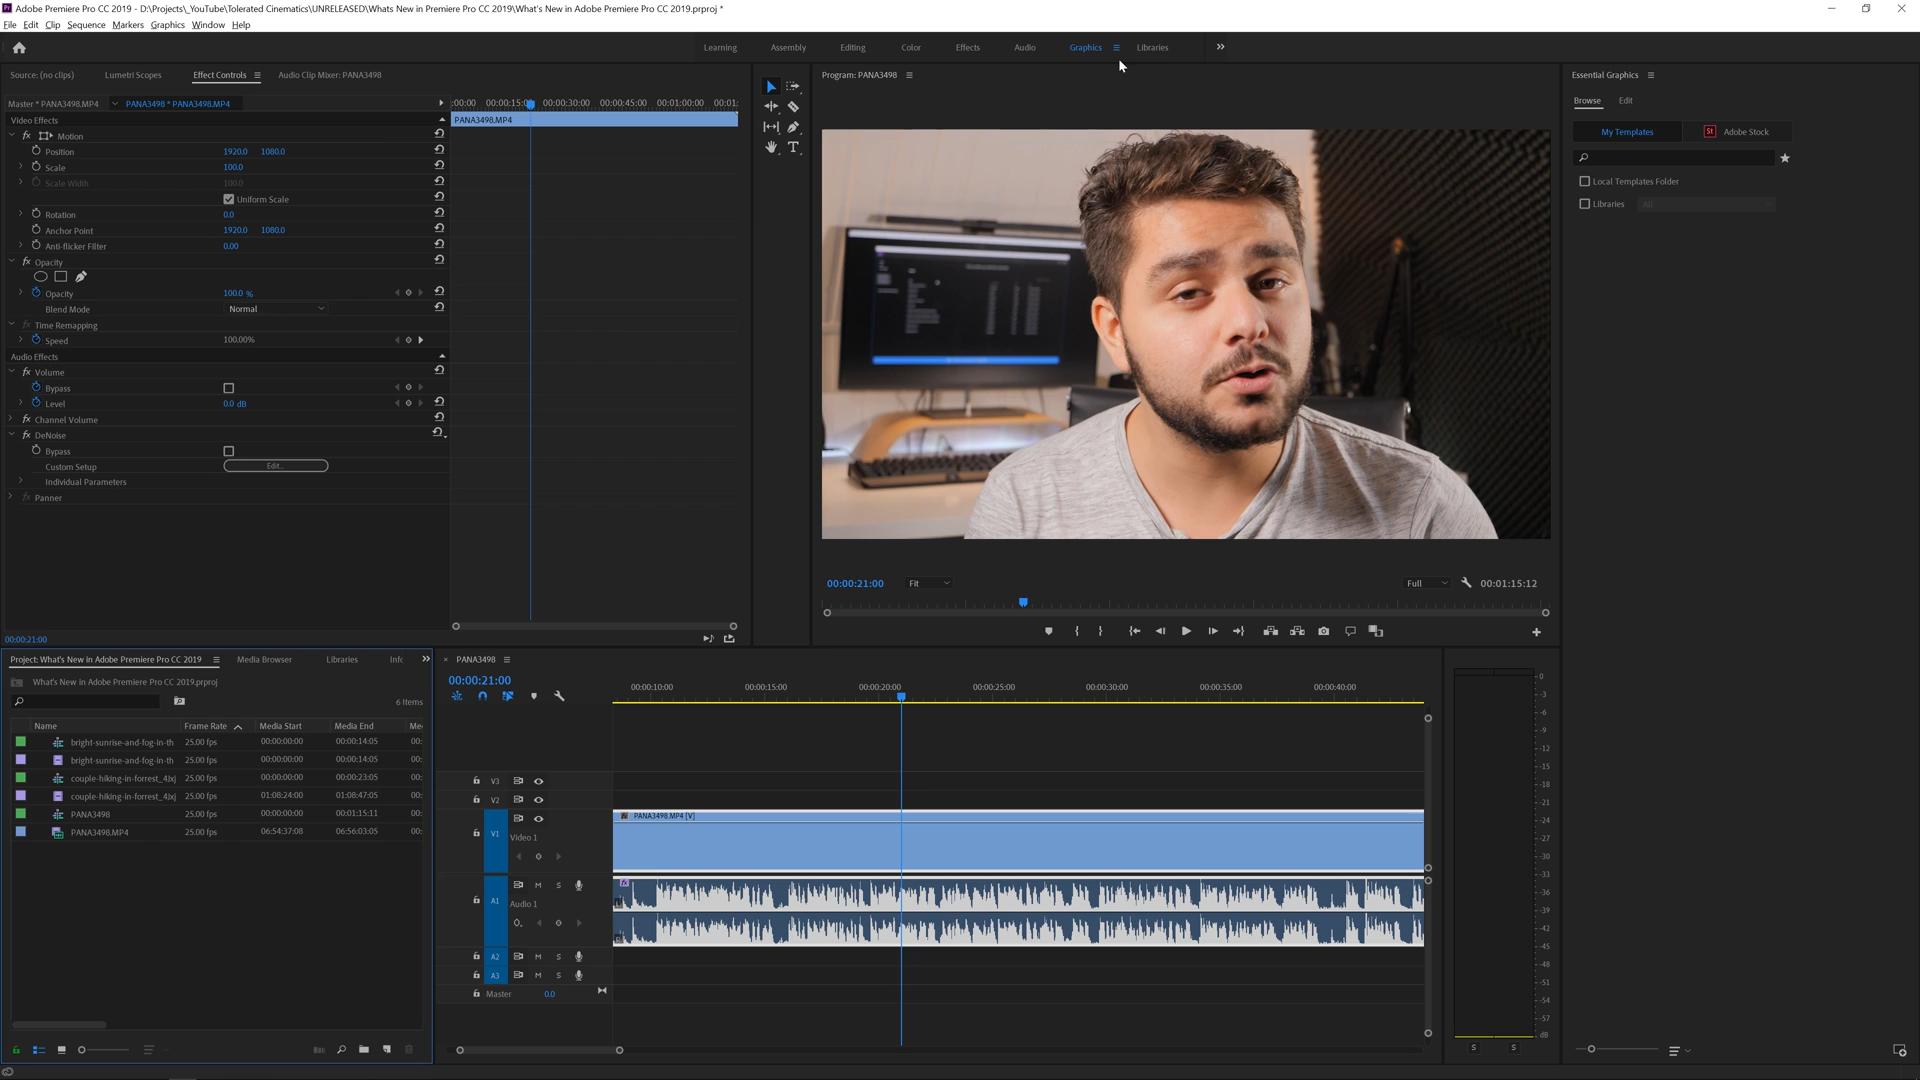 Adobe Premiere Pro CC 2019 - D:\Projects\_YouTube\Tolerated Cinematics\UNRELEASED\Whats New in Premiere Pro CC 2019\What's New in Adobe Premiere Pro CC 2019.prproj *
File Edit Clip Sequence Markers Graphics Window Help
Learning Assembly Editing Color Effects Audio Graphics Libraries
Source: (no clips) Lumetri Scopes Effect Controls Audio Clip Mixer: PANA3498
Master * PANA3498.MP4 PANA3498 * PANA3498.MP4
:00:00 00:00:15:0 00:00:30:00 00:00:45:00 00:01:00:00 00:01:
PANA3498.MP4
Video Effects
fx Motion
Position 1920.0 1080.0
Scale 100.0
Scale Width 100.0
Uniform Scale
Rotation 0.0
Anchor Point 1920.0 1080.0
Anti-flicker Filter 0.00
fx Opacity
Opacity 100.0 %
Blend Mode Normal
fx Time Remapping
Speed 100.00%
Audio Effects
fx Volume
Bypass
Level 0.0 dB
fx Channel Volume
fx DeNoise
Bypass
Custom Setup Edit...
Individual Parameters
fx Panner
00:00:21:00
Program: PANA3498
00:00:21:00 Fit Full 00:01:15:12
Essential Graphics
Browse Edit
My Templates St Adobe Stock
Local Templates Folder
Libraries All
Project: What's New in Adobe Premiere Pro CC 2019 Media Browser Libraries Info
What's New in Adobe Premiere Pro CC 2019.prproj
6 Items
Name Frame Rate Media Start Media End Me
bright-sunrise-and-fog-in-th 25.00 fps 00:00:00:00 00:00:14:05 00:
bright-sunrise-and-fog-in-th 25.00 fps 00:00:00:00 00:00:14:05 00:
couple-hiking-in-forrest_4Jxj 25.00 fps 00:00:00:00 00:00:23:05 00:
couple-hiking-in-forrest_4Jxj 25.00 fps 01:08:24:00 01:08:47:05 00:
PANA3498 25.00 fps 00:00:00:00 00:01:15:11 00:
PANA3498.MP4 25.00 fps 06:54:37:08 06:56:03:05 00:
× PANA3498
00:00:21:00
00:00:10:00 00:00:15:00 00:00:20:00 00:00:25:00 00:00:30:00 00:00:35:00 00:00:40:00
V3
V2
PANA3498.MP4 [V]
V1 Video 1
M S
A1 Audio 1
A2 M S
A3 M S
Master 0.0
0
-3
-6
-9
-12
-15
-18
-21
-24
-27
-30
-33
-36
-39
-42
-45
-48
-51
-54
-57
dB
S S